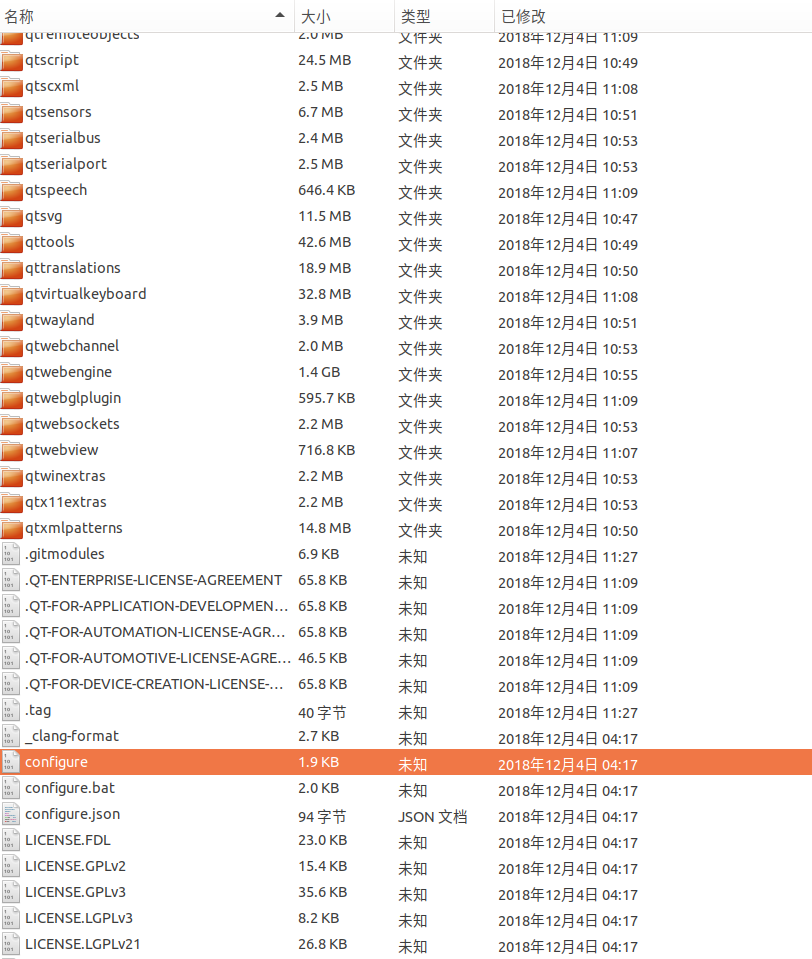 名称 大小 类型 已修改
qtremoteobjects 2.0 MB 文件夹 2018年12月4日 11:09
qtscript 24.5 MB 文件夹 2018年12月4日 10:49
qtscxml 2.5 MB 文件夹 2018年12月4日 11:08
qtsensors 6.7 MB 文件夹 2018年12月4日 10:51
qtserialbus 2.4 MB 文件夹 2018年12月4日 10:53
qtserialport 2.5 MB 文件夹 2018年12月4日 10:53
qtspeech 646.4 KB 文件夹 2018年12月4日 11:09
qtsvg 11.5 MB 文件夹 2018年12月4日 10:47
qttools 42.6 MB 文件夹 2018年12月4日 10:49
qttranslations 18.9 MB 文件夹 2018年12月4日 10:50
qtvirtualkeyboard 32.8 MB 文件夹 2018年12月4日 11:08
qtwayland 3.9 MB 文件夹 2018年12月4日 10:51
qtwebchannel 2.0 MB 文件夹 2018年12月4日 10:53
qtwebengine 1.4 GB 文件夹 2018年12月4日 10:55
qtwebglplugin 595.7 KB 文件夹 2018年12月4日 11:09
qtwebsockets 2.2 MB 文件夹 2018年12月4日 10:53
qtwebview 716.8 KB 文件夹 2018年12月4日 11:07
qtwinextras 2.2 MB 文件夹 2018年12月4日 10:53
qtx11extras 2.2 MB 文件夹 2018年12月4日 10:53
qtxmlpatterns 14.8 MB 文件夹 2018年12月4日 10:50
.gitmodules 6.9 KB 未知 2018年12月4日 11:27
.QT-ENTERPRISE-LICENSE-AGREEMENT 65.8 KB 未知 2018年12月4日 11:09
.QT-FOR-APPLICATION-DEVELOPMEN... 65.8 KB 未知 2018年12月4日 11:09
.QT-FOR-AUTOMATION-LICENSE-AGR... 65.8 KB 未知 2018年12月4日 11:09
.QT-FOR-AUTOMOTIVE-LICENSE-AGRE... 46.5 KB 未知 2018年12月4日 11:09
.QT-FOR-DEVICE-CREATION-LICENSE-... 65.8 KB 未知 2018年12月4日 11:09
.tag 40 字节 未知 2018年12月4日 11:27
_clang-format 2.7 KB 未知 2018年12月4日 04:17
configure 1.9 KB 未知 2018年12月4日 04:17
configure.bat 2.0 KB 未知 2018年12月4日 04:17
configure.json 94 字节 JSON 文档 2018年12月4日 04:17
LICENSE.FDL 23.0 KB 未知 2018年12月4日 04:17
LICENSE.GPLv2 15.4 KB 未知 2018年12月4日 04:17
LICENSE.GPLv3 35.6 KB 未知 2018年12月4日 04:17
LICENSE.LGPLv3 8.2 KB 未知 2018年12月4日 04:17
LICENSE.LGPLv21 26.8 KB 未知 2018年12月4日 04:17